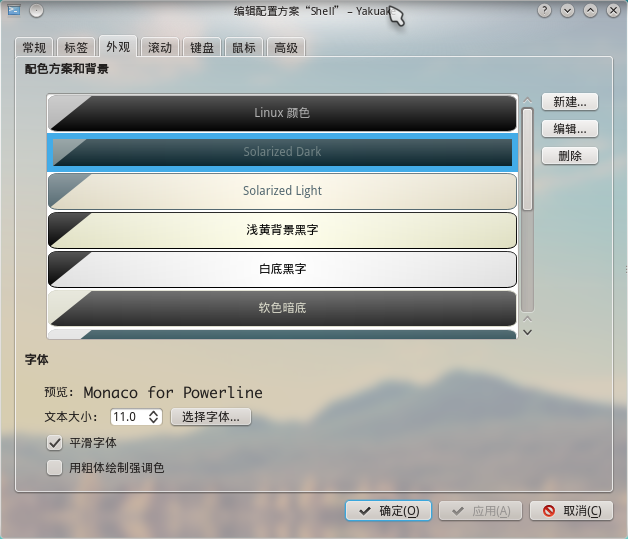 编辑配置方案“Shell” – Yakuak
常规 标签 外观 滚动 键盘 鼠标 高级
配色方案和背景
Linux 颜色
Solarized Dark
Solarized Light
浅黄背景黑字
白底黑字
软色暗底
新建...
编辑...
删除
字体
预览: Monaco for Powerline
文本大小: 11.0 选择字体...
平滑字体
用粗体绘制强调色
确定(O) 应用(A) 取消(C)